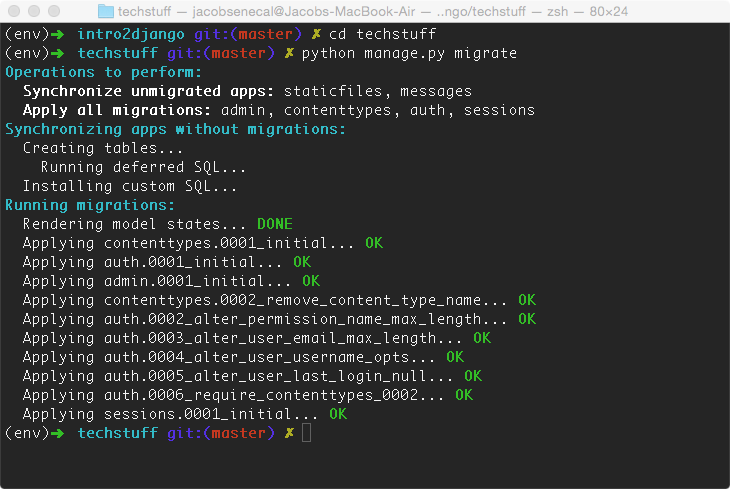 techstuff — jacobsenecal@Jacobs-MacBook-Air — ..ngo/techstuff — zsh — 80×24
(env)➜  intro2django git:(master) ✗ cd techstuff
(env)➜  techstuff git:(master) ✗ python manage.py migrate
Operations to perform:
  Synchronize unmigrated apps: staticfiles, messages
  Apply all migrations: admin, contenttypes, auth, sessions
Synchronizing apps without migrations:
  Creating tables...
    Running deferred SQL...
  Installing custom SQL...
Running migrations:
  Rendering model states... DONE
  Applying contenttypes.0001_initial... OK
  Applying auth.0001_initial... OK
  Applying admin.0001_initial... OK
  Applying contenttypes.0002_remove_content_type_name... OK
  Applying auth.0002_alter_permission_name_max_length... OK
  Applying auth.0003_alter_user_email_max_length... OK
  Applying auth.0004_alter_user_username_opts... OK
  Applying auth.0005_alter_user_last_login_null... OK
  Applying auth.0006_require_contenttypes_0002... OK
  Applying sessions.0001_initial... OK
(env)➜  techstuff git:(master) ✗